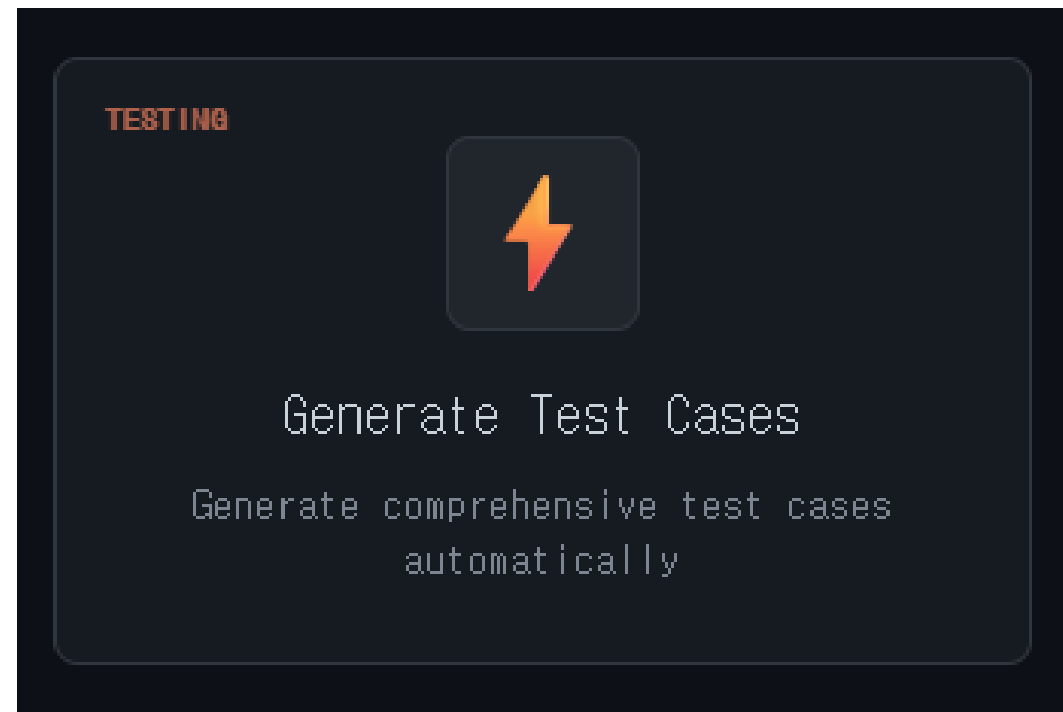 TESTING
Generate Test Cases
Generate comprehensive test cases
automatically